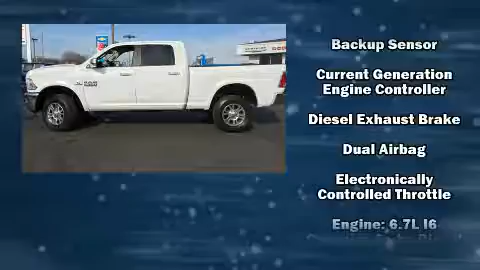 Backup Sensor
Current Generation
Engine Controller
Diesel Exhaust Brake
Dual Airbag
Electronically
Controlled Throttle
Engine: 6.7L I6